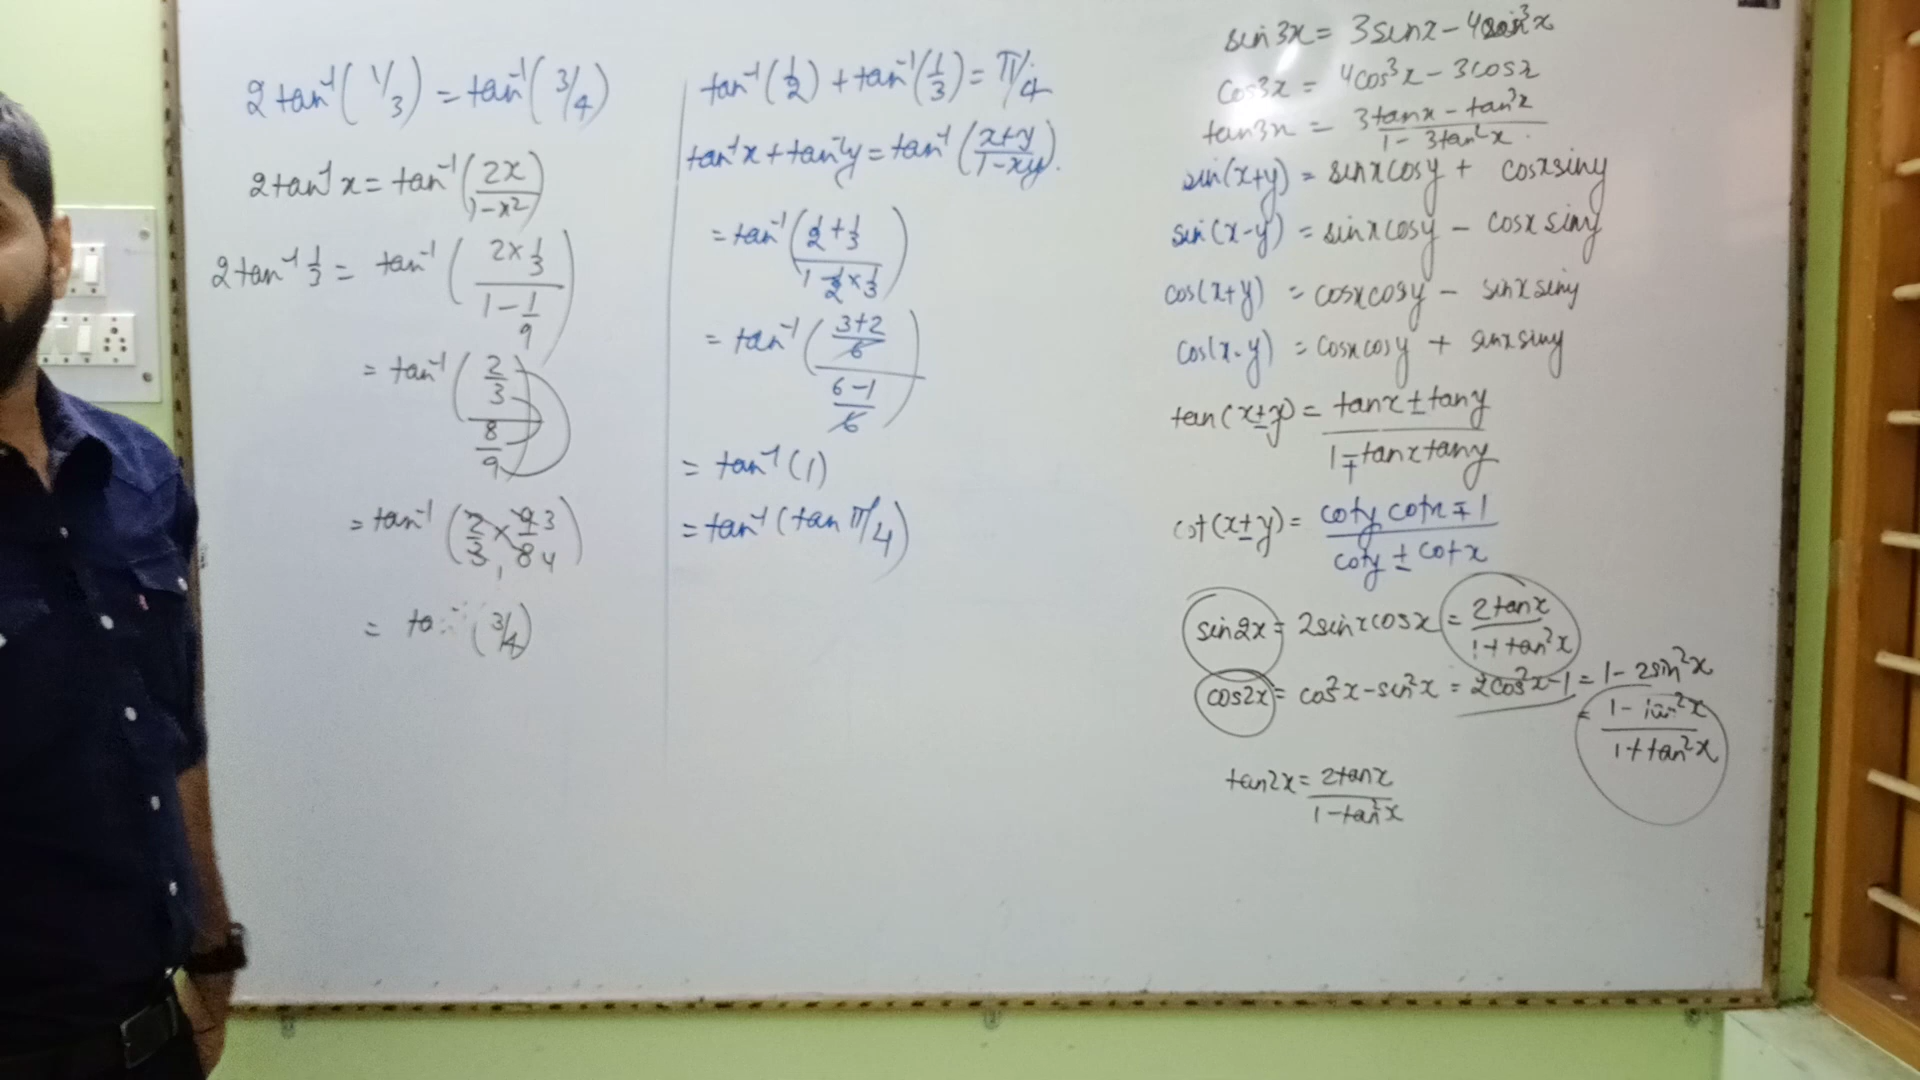 2 tan⁻¹(1/3) = tan⁻¹(3/4)
2 tan⁻¹ x = tan⁻¹(2x/(1-x²))
2 tan⁻¹ 1/3 = tan⁻¹((2×1/3)/(1-1/9))
= tan⁻¹((2/3)/(8/9))
= tan⁻¹(2/3 × 9/8) 3 1 4
= ta⁻¹(3/4)
tan⁻¹(1/2) + tan⁻¹(1/3) = π/4
tan⁻¹x + tan⁻¹y = tan⁻¹((x+y)/(1-xy)).
= tan⁻¹((1/2+1/3)/(1-1/2×1/3))
= tan⁻¹(((3+2)/6)/((6-1)/6))
= tan⁻¹(1)
= tan⁻¹(tan π/4)
sin3x = 3sinx - 4sin³x
cos3x = 4cos³x - 3cosx
tan3x = (3tanx - tan³x)/(1 - 3tan²x).
sin(x+y) = sinxcosy + cosxsiny
sin(x-y) = sinxcosy - cosxsiny
cos(x+y) = cosxcosy - sinxsiny
cos(x-y) = cosxcosy + sinxsiny
tan(x±y) = (tanx ± tany)/(1∓tanxtany)
cot(x±y) = (coty cotx ∓ 1)/(coty ± cotx)
sin2x = 2sinxcosx = 2tanx/(1+tan²x)
cos2x = cos²x-sin²x = 2cos²x-1 = 1-2sin²x
= (1-tan²x)/(1+tan²x)
tan2x = 2tanx/(1-tan²x)